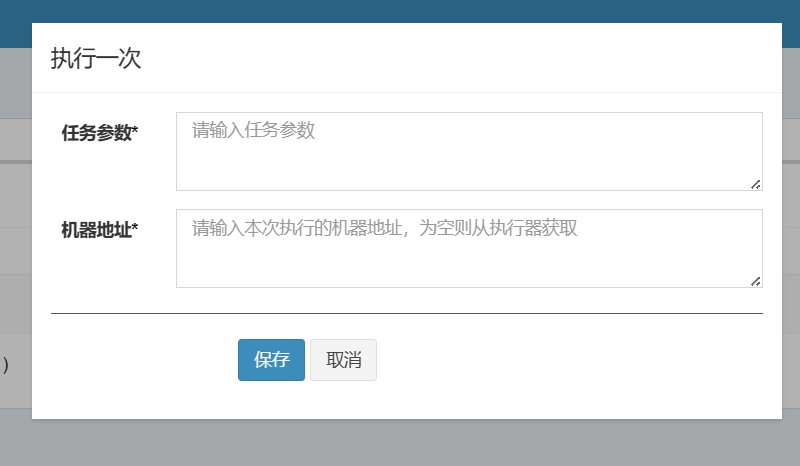 执行一次
任务参数*
请输入任务参数
机器地址*
请输入本次执行的机器地址，为空则从执行器获取
)
保存
取消